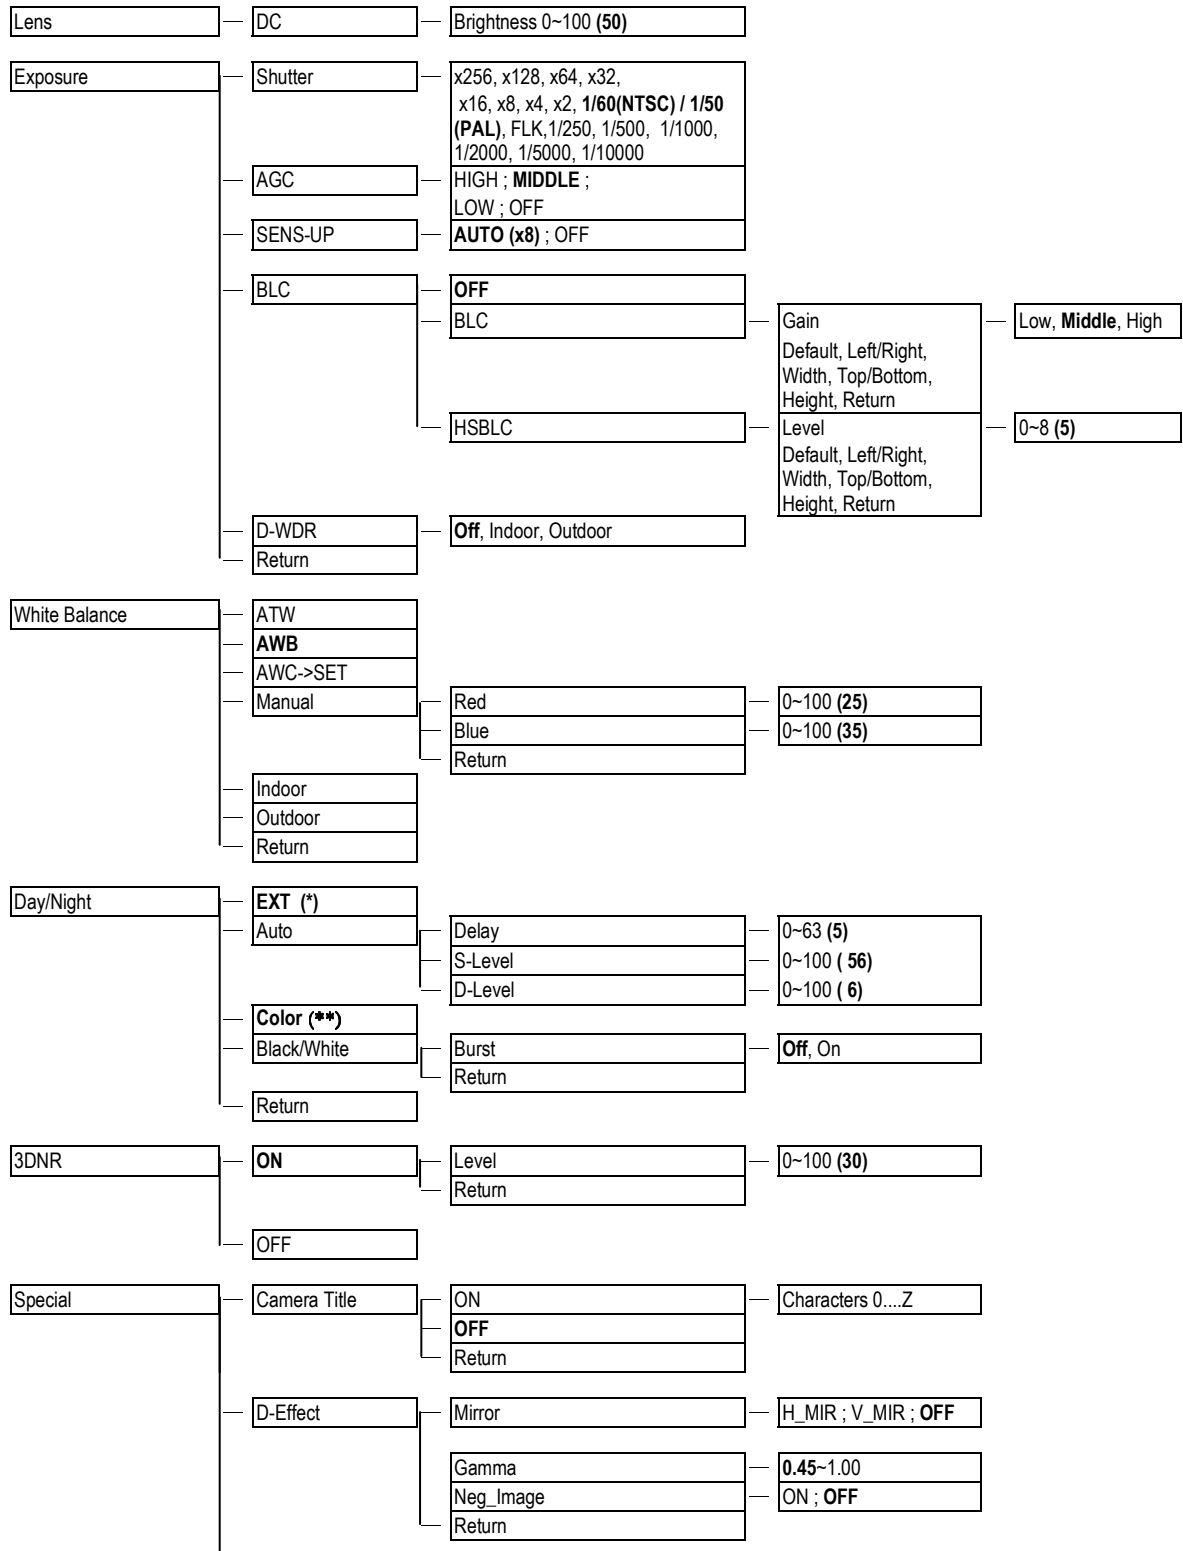 Lens
DC
Brightness 0~100 (50)
Exposure
Shutter
x256, x128, x64, x32,
x16, x8, x4, x2, 1/60(NTSC) / 1/50
(PAL), FLK,1/250, 1/500, 1/1000,
1/2000, 1/5000, 1/10000
AGC
HIGH ; MIDDLE ;
LOW ; OFF
SENS-UP
AUTO (x8) ; OFF
BLC
OFF
BLC
Gain
Low, Middle, High
Default, Left/Right,
Width, Top/Bottom,
Height, Return
HSBLC
Level
0~8 (5)
Default, Left/Right,
Width, Top/Bottom,
Height, Return
D-WDR
Off, Indoor, Outdoor
Return
White Balance
ATW
AWB
AWC->SET
Manual
Red
0~100 (25)
Blue
0~100 (35)
Return
Indoor
Outdoor
Return
Day/Night
EXT (*)
Auto
Delay
0~63 (5)
S-Level
0~100 ( 56)
D-Level
0~100 ( 6)
Color (**)
Black/White
Burst
Off, On
Return
Return
3DNR
ON
Level
0~100 (30)
Return
OFF
Special
Camera Title
ON
Characters 0....Z
OFF
Return
D-Effect
Mirror
H_MIR ; V_MIR ; OFF
Gamma
0.45~1.00
Neg_Image
ON ; OFF
Return